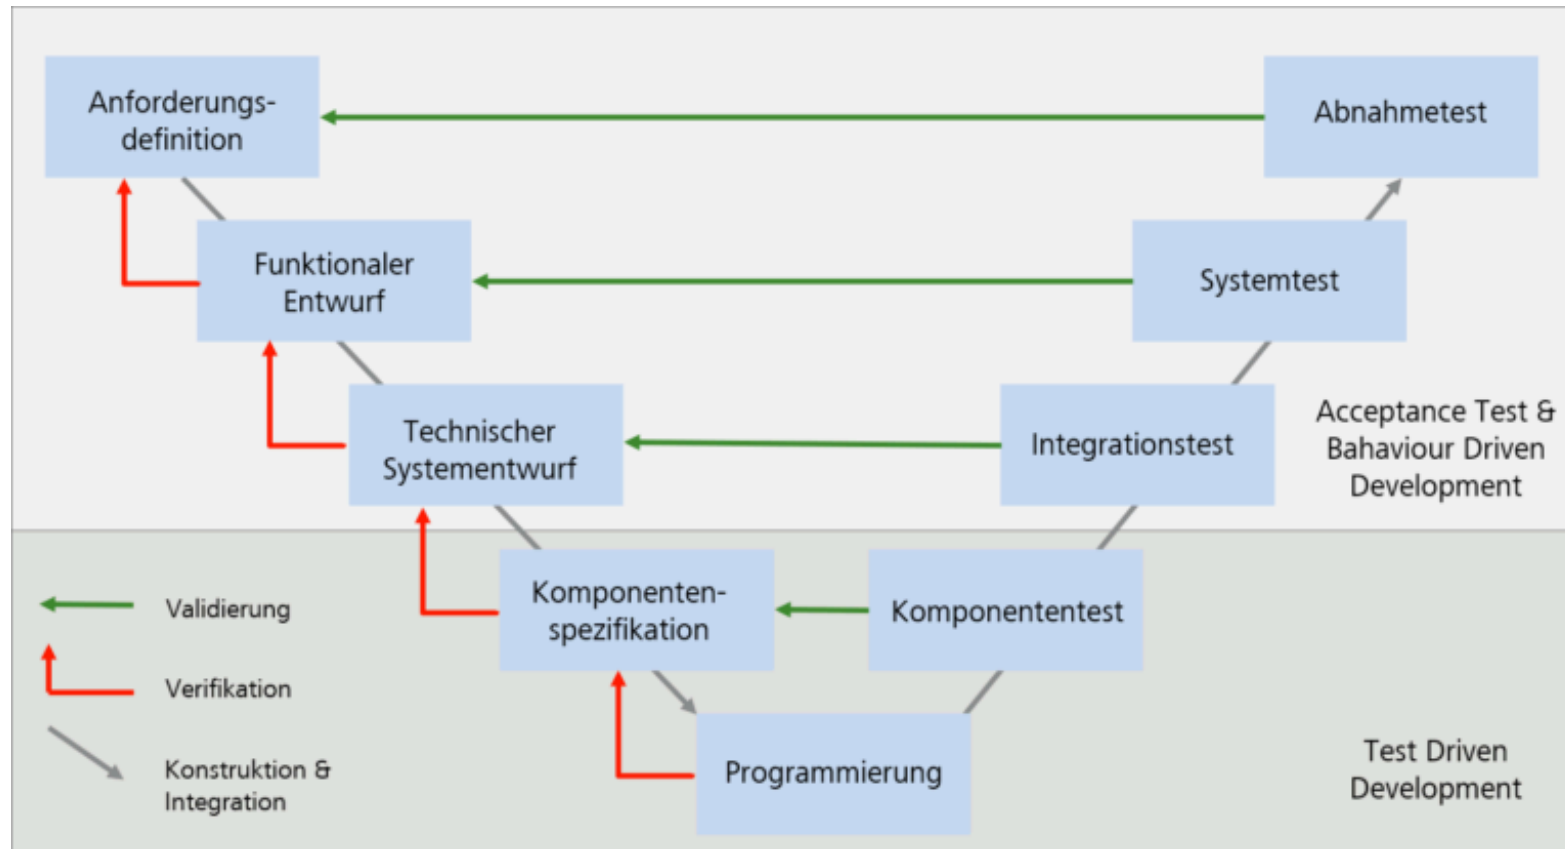 Anforderungs-
definition
Abnahmetest
Funktionaler
Entwurf
Systemtest
Technischer
Systementwurf
Integrationstest
Acceptance Test &
Bahaviour Driven
Development
Komponenten-
spezifikation
Komponententest
Validierung
Verifikation
Konstruktion &
Integration
Programmierung
Test Driven
Development